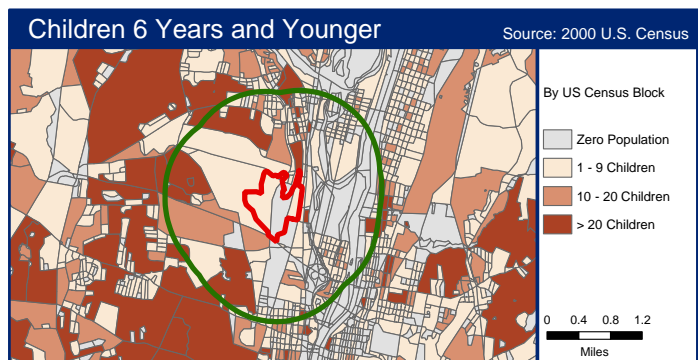 Children 6 Years and Younger
Source: 2000 U.S. Census
By US Census Block
Zero Population
1 - 9 Children
10 - 20 Children
> 20 Children
0 0.4 0.8 1.2
Miles